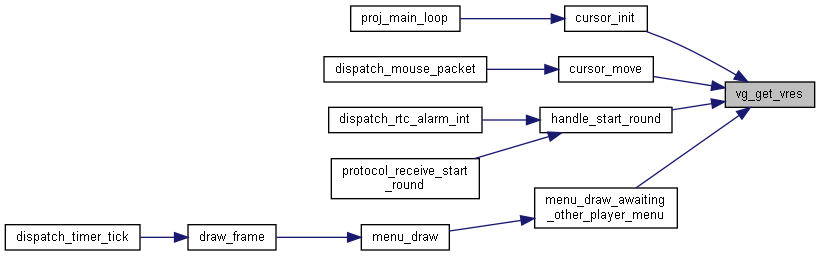 proj_main_loop
cursor_init
dispatch_mouse_packet
cursor_move
vg_get_vres
dispatch_rtc_alarm_int
handle_start_round
protocol_receive_start
_round
menu_draw_awaiting
_other_player_menu
dispatch_timer_tick
draw_frame
menu_draw